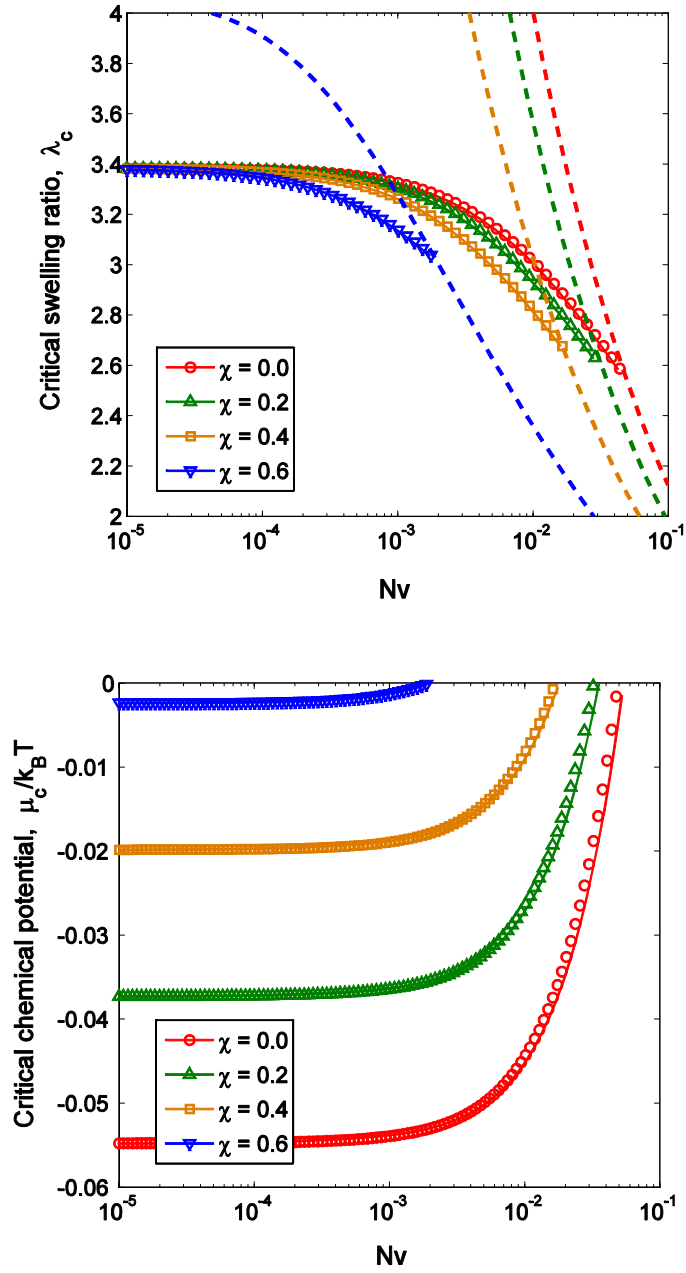 4
3.8
3.6
3.4
3.2
3
2.8
2.6
2.4
2.2
2
Critical swelling ratio, λc
χ = 0.0
χ = 0.2
χ = 0.4
χ = 0.6
10-5 10-4 10-3 10-2 10-1
Nv
0
-0.01
-0.02
-0.03
-0.04
-0.05
-0.06
Critical chemical potential, μc/kBT
χ = 0.0
χ = 0.2
χ = 0.4
χ = 0.6
10-5 10-4 10-3 10-2 10-1
Nv